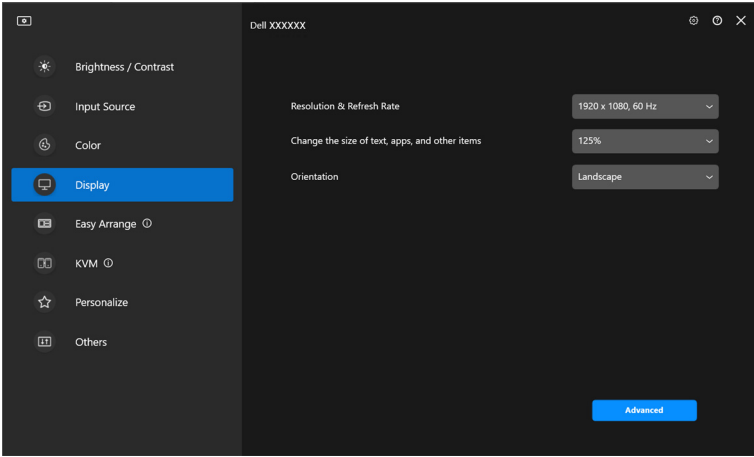 Dell XXXXXX
Brightness / Contrast
Input Source
Color
Display
Easy Arrange
KVM
Personalize
Others
Resolution & Refresh Rate
1920 x 1080, 60 Hz
Change the size of text, apps, and other items
125%
Orientation
Landscape
Advanced